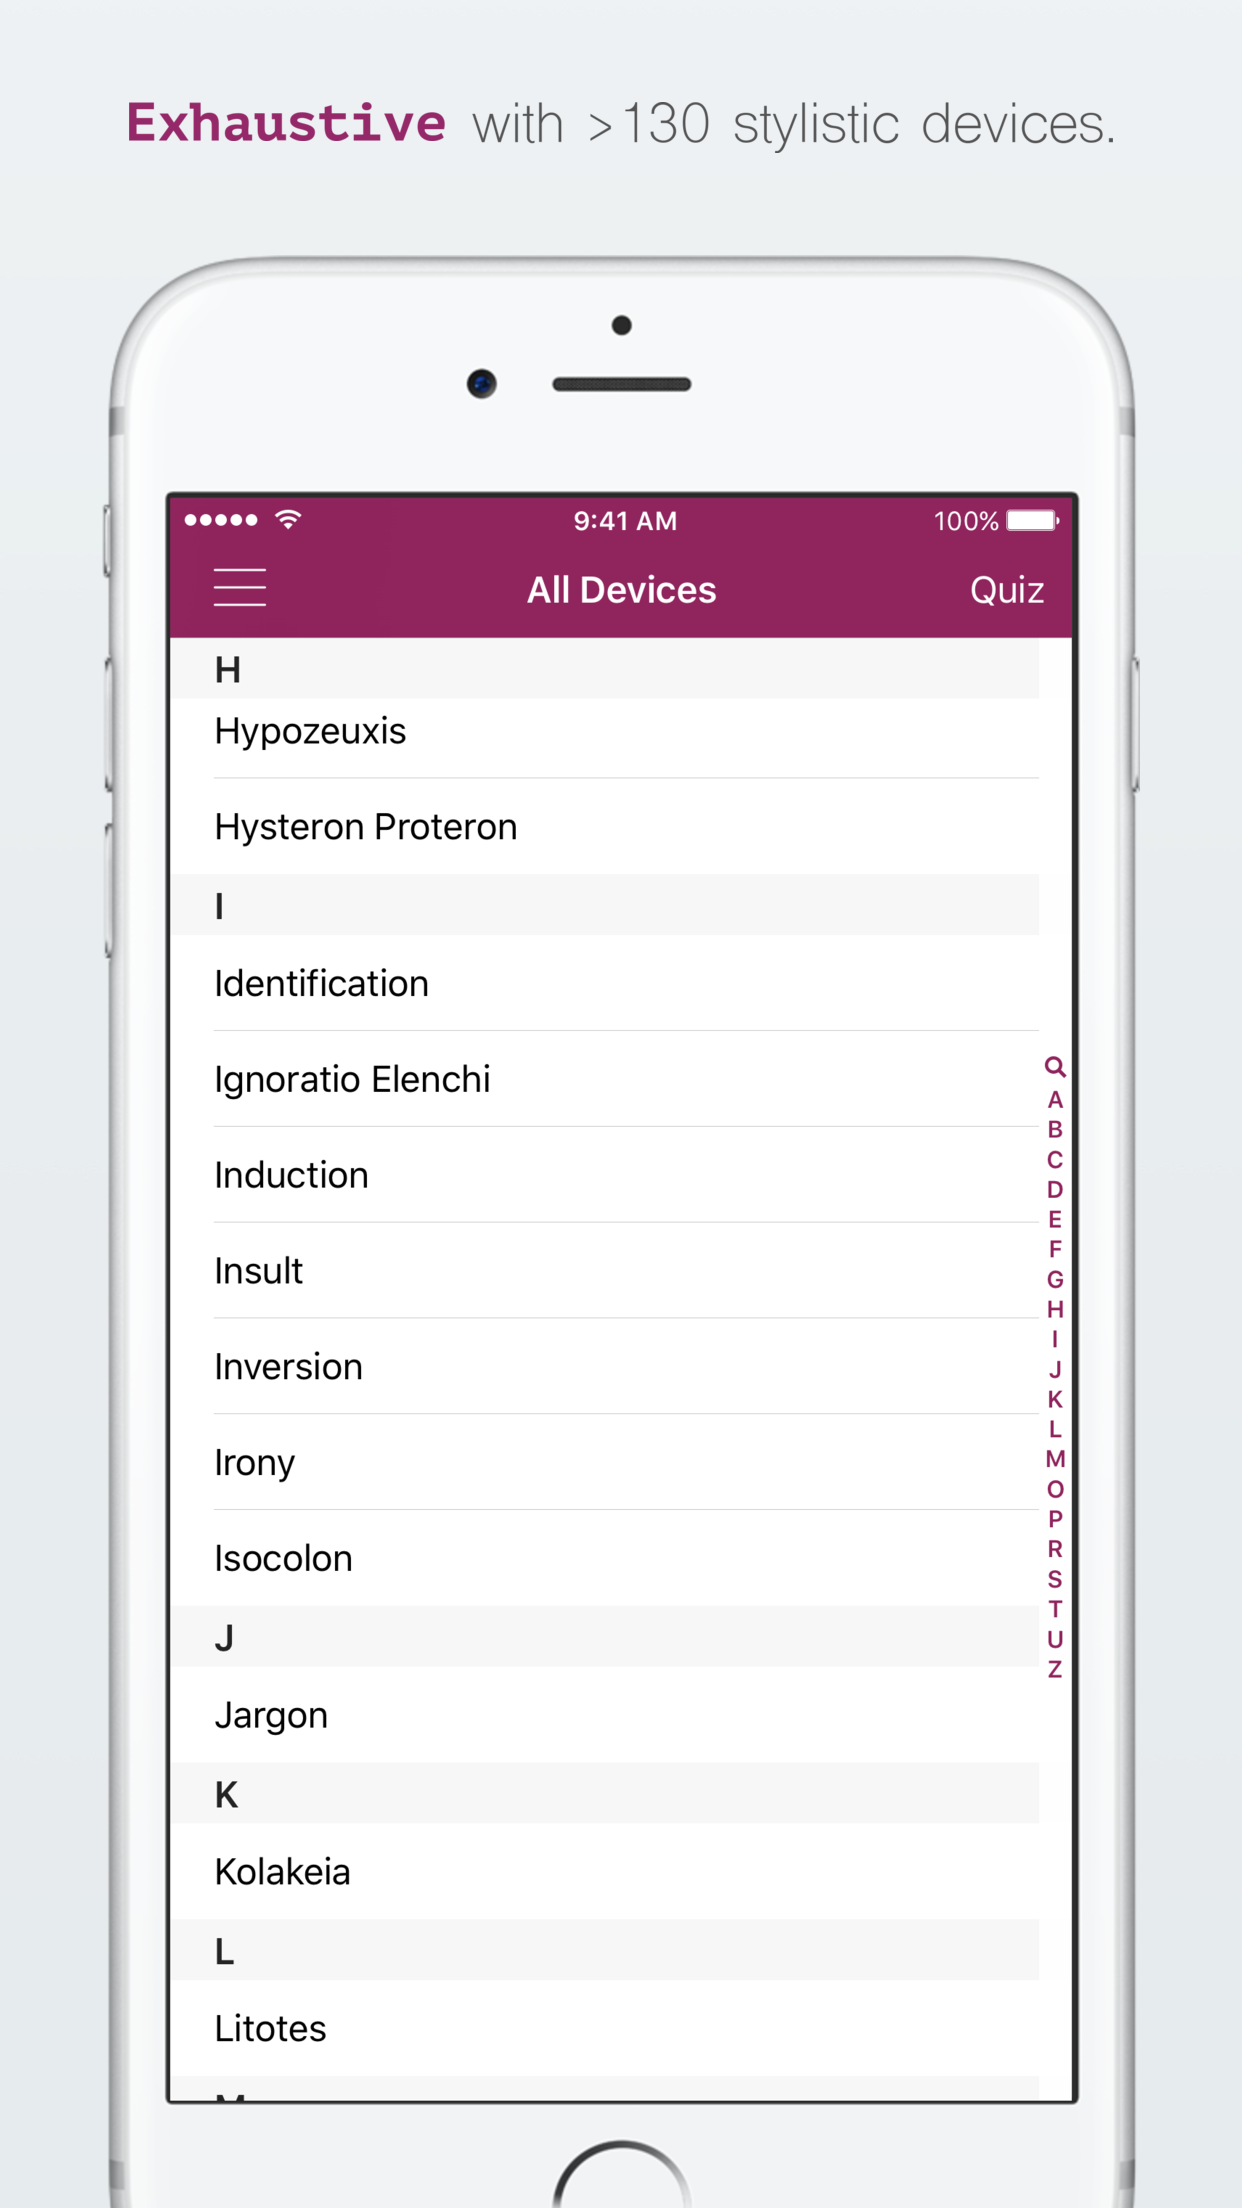 Exhaustive with >130 stylistic devices.
9:41 AM
100%
All Devices
Quiz
H
Hypozeuxis
Hysteron Proteron
I
Identification
Ignoratio Elenchi
Induction
Insult
Inversion
Irony
Isocolon
J
Jargon
K
Kolakeia
L
Litotes
A
B
C
D
E
F
G
H
I
J
K
L
M
O
P
R
S
T
U
Z